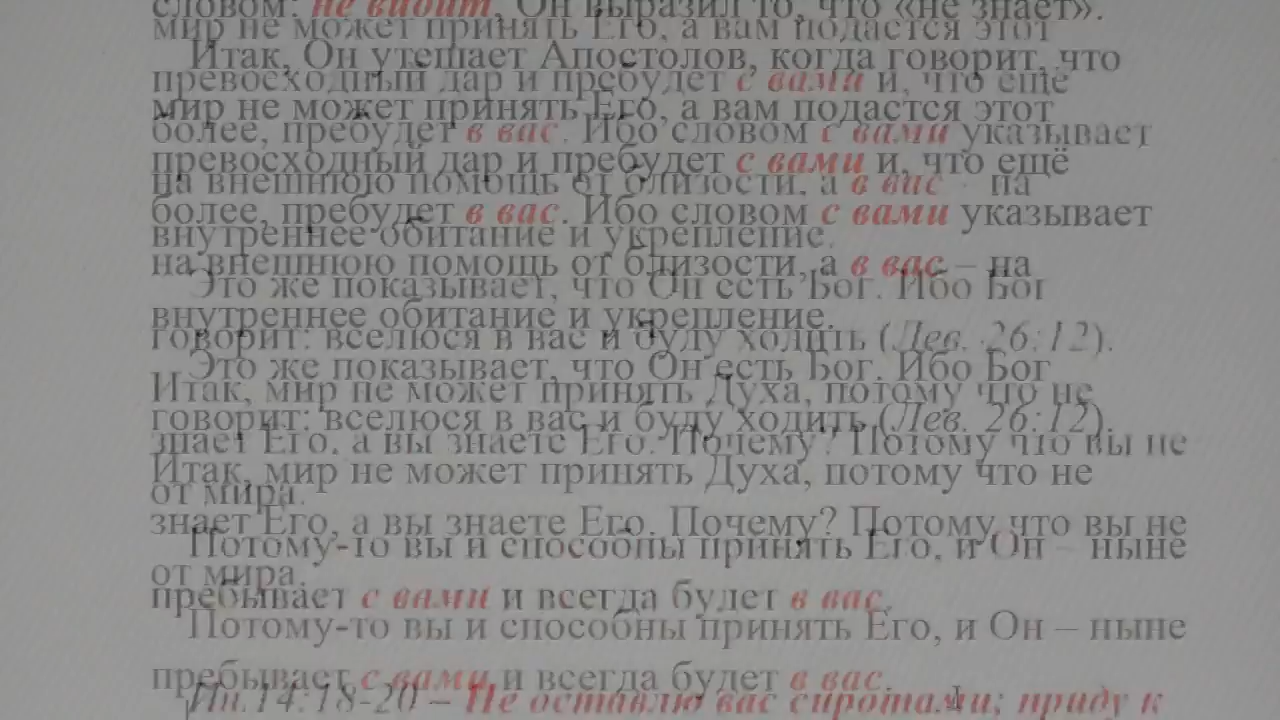 словом: не видит, Он выразил то, что «не знает».
мир не может принять Его, а вам подастся этот
Итак, Он утешает Апостолов, когда говорит, что
превосходный дар и пребудет с вами и, что ещё
мир не может принять Его, а вам подастся этот
более, пребудет в вас. Ибо словом с вами указывает
превосходный дар и пребудет с вами и, что ещё
на внешнюю помощь от близости, а в вас – на
более, пребудет в вас. Ибо словом с вами указывает
внутреннее обитание и укрепление.
на внешнюю помощь от близости, а в вас – на
Это же показывает, что Он есть Бог. Ибо Бог
внутреннее обитание и укрепление.
говорит: вселюся в вас и буду ходить (Лев. 26:12).
Это же показывает, что Он есть Бог. Ибо Бог
Итак, мир не может принять Духа, потому что не
говорит: вселюся в вас и буду ходить (Лев. 26:12).
знает Его, а вы знаете Его. Почему? Потому что вы не
Итак, мир не может принять Духа, потому что не
от мира.
знает Его, а вы знаете Его. Почему? Потому что вы не
Потому-то вы и способны принять Его, и Он – ныне
от мира.
пребывает с вами и всегда будет в вас.
Потому-то вы и способны принять Его, и Он – ныне
пребывает с вами и всегда будет в вас.
Ин.14:18-20 – Не оставлю вас сиротами; приду к